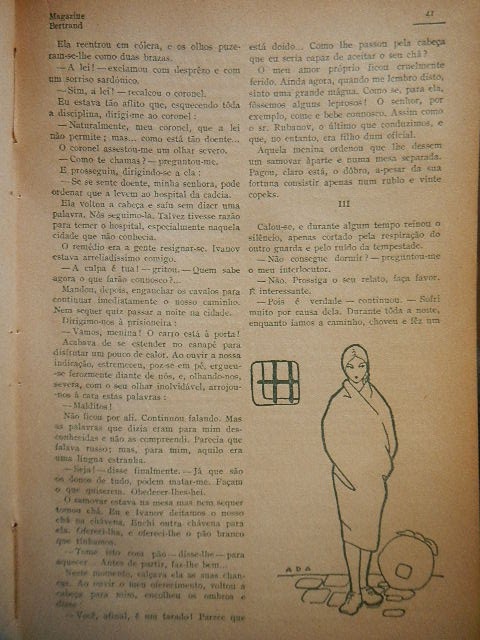 Magazine
Bertrand
41
Ela reentrou em cólera, e os olhos puze-
ram-se-lhe como duas brazas.
—A lei!—exclamou com desprêzo e com
um sorriso sardónico.
—Sim, a lei!—recalcou o coronel.
Eu estava tão aflito que, esquecendo tôda
a disciplina, dirigi-me ao coronel:
—Naturalmente, meu coronel, que a lei
não permite; mas... como está tão doente...
O coronel assestou-me um olhar severo.
—Como te chamas?—preguntou-me.
E proseguiu, dirigindo-se a ela:
—Se se sente doente, minha senhora, pode
ordenar que a levem ao hospital da cadeia.
Ela voltou a cabeça e saíu sem dizer uma
palavra. Nós seguimo-la. Talvez tivesse razão
para temer o hospital, especialmente naquela
cidade que não conhecia.
O remédio era a gente resignar-se. Ivanov
estava arreliadíssimo comigo.
—A culpa é tua!—gritou.—Quem sabe
agora o que farão connosco?...
Mandou, depois, engatchar os cavalos para
continuar imediatamente o nosso caminho.
Nem sequer quiz passar a noite na cidade.
Dirigimo-nos à prisioneira:
—Vamos, menina! O carro está à porta!
Acabava de se estender no canapé para
disfrutar um pouco de calor. Ao ouvir a nossa
indicação, estremeceu, poz-se em pé, ergueu-
-se ferozmente diante de nós, e, olhando-nos,
severa, com o seu olhar inolvidável, arrojou-
nos à cara estas palavras:
—Malditos!
Não ficou por ali. Continuou falando. Mas
as palavras que dizia eram para mim des-
conhecidas e não as compreendi. Parecia que
falava russo; mas, para mim, aquilo era
uma língua estranha.
—Seja!—disse finalmente.—Já que são
os donos de tudo, podem matar-me. Façam
o que quiserem. Obedecer-lhes-hei.
O samovar estava na mesa mas nem sequer
tomou chá. Eu e Ivanov deitamos o nosso
chá na chávena. Enchi outra chávena para
ela. Ofereci-lha, e ofereci-lhe o pão branco
que tínhamos.
—Tome isto com pão—disse-lhe—para
aquecer... Antes de partir, faz-lhe bem...
Neste momento, calçava ela as suas chan-
cas. Ao ouvir o meu oferecimento, voltou a
cabeça para mim, encolheu os ombros e
disse:
—Você, afinal, é um tarado! Parece que
está doido... Como lhe passou pela cabeça
que eu seria capaz de aceitar o seu chá?
O meu amor próprio ficou cruelmente
ferido. Ainda agora, quando me lembro disto,
sinto uma grande mágua. Como se, para ela,
fôssemos alguns leprosos! O senhor, por
exemplo, come e bebe connosco. Assim como
o sr. Rubanov, o último que conduzimos, e
que, no entanto, era filho dum oficial.
Aquela menina ordenou que lhe dessem
um samovar àparte e numa mesa separada.
Pagou, claro está, o dôbro, a-pesar da sua
fortuna consistir apenas num rublo e vinte
copeks.
III
Calou-se, e durante algum tempo reinou o
silêncio, apenas cortado pela respiração do
outro guarda e pelo ruído da tempestade.
—Não consegue dormir?—preguntou-me
o meu interlocutor.
—Não. Prossiga o seu relato, faça favor.
É interessante.
—Pois é verdade—continuou.—Sofri
muito por causa dela. Durante tôda a noite,
enquanto íamos a caminho, choveu e fêz um
ADA